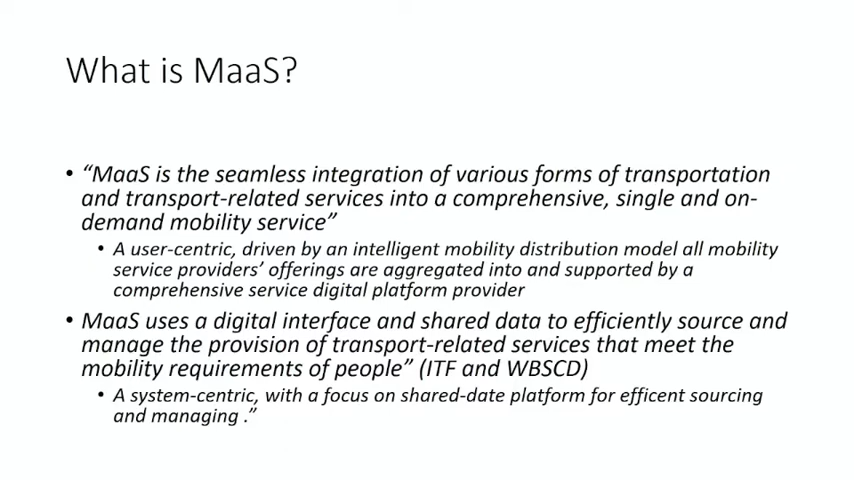 What is MaaS?
• “MaaS is the seamless integration of various forms of transportation
and transport-related services into a comprehensive, single and on-
demand mobility service”
• A user-centric, driven by an intelligent mobility distribution model all mobility
service providers’ offerings are aggregated into and supported by a
comprehensive service digital platform provider
• MaaS uses a digital interface and shared data to efficiently source and
manage the provision of transport-related services that meet the
mobility requirements of people” (ITF and WBSCD)
• A system-centric, with a focus on shared-date platform for efficent sourcing
and managing .”